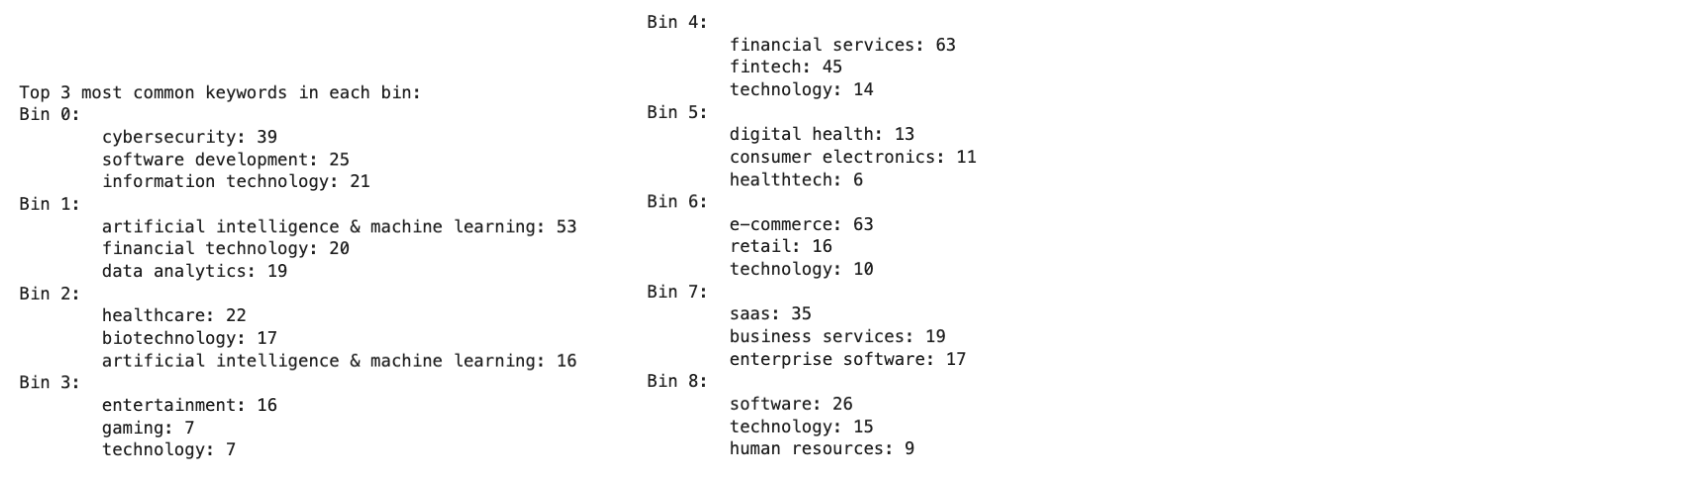 Top 3 most common keywords in each bin:
Bin 0:
cybersecurity: 39
software development: 25
information technology: 21
Bin 1:
artificial intelligence & machine learning: 53
financial technology: 20
data analytics: 19
Bin 2:
healthcare: 22
biotechnology: 17
artificial intelligence & machine learning: 16
Bin 3:
entertainment: 16
gaming: 7
technology: 7
Bin 4:
financial services: 63
fintech: 45
technology: 14
Bin 5:
digital health: 13
consumer electronics: 11
healthtech: 6
Bin 6:
e-commerce: 63
retail: 16
technology: 10
Bin 7:
saas: 35
business services: 19
enterprise software: 17
Bin 8:
software: 26
technology: 15
human resources: 9